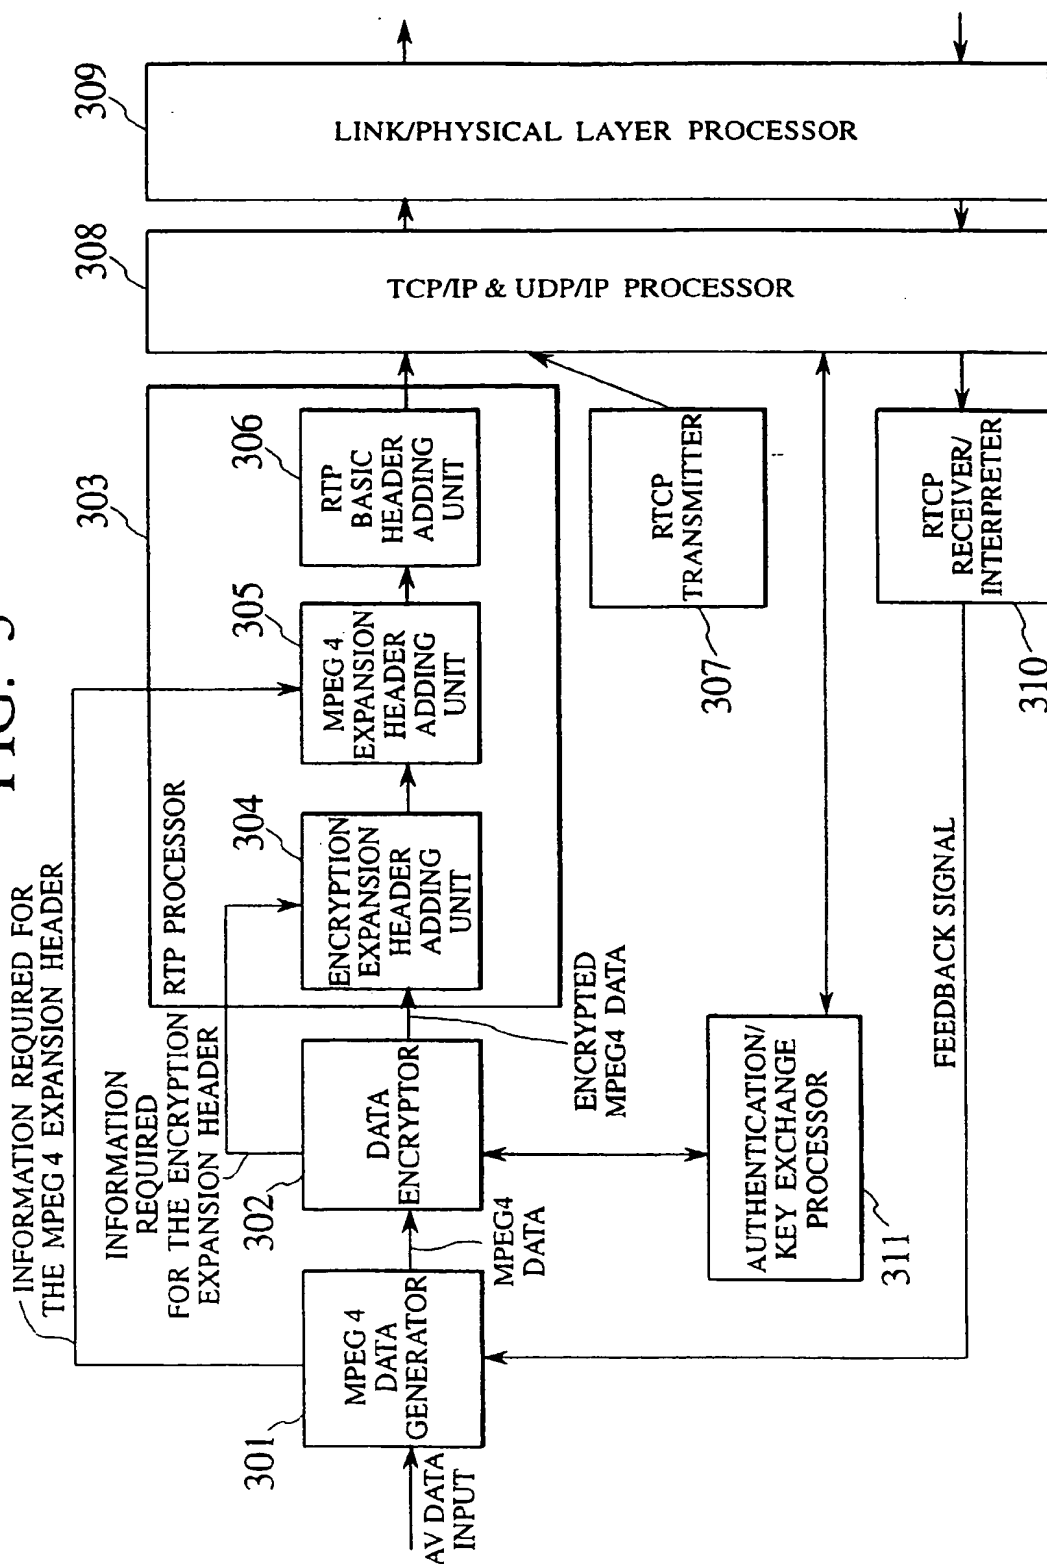 FIG. 3
INFORMATION REQUIRED FOR
THE MPEG4 EXPANSION HEADER
INFORMATION
REQUIRED
FOR THE ENCRYPTION
EXPANSION HEADER
303
RTP PROCESSOR
301
MPEG 4
DATA
GENERATOR
AV DATA
INPUT
MPEG4
DATA
302
DATA
ENCRYPTOR
ENCRYPTED
MPEG4 DATA
304
ENCRYPTION
EXPANSION
HEADER
ADDING
UNIT
305
MPEG 4
EXPANSION
HEADER
ADDING
UNIT
306
RTP
BASIC
HEADER
ADDING
UNIT
308
TCP/IP & UDP/IP PROCESSOR
309
LINK/PHYSICAL LAYER PROCESSOR
RTCP
TRANSMITTER
307
AUTHENTICATION/
KEY EXCHANGE
PROCESSOR
311
RTCP
RECEIVER/
INTERPRETER
310
FEEDBACK SIGNAL